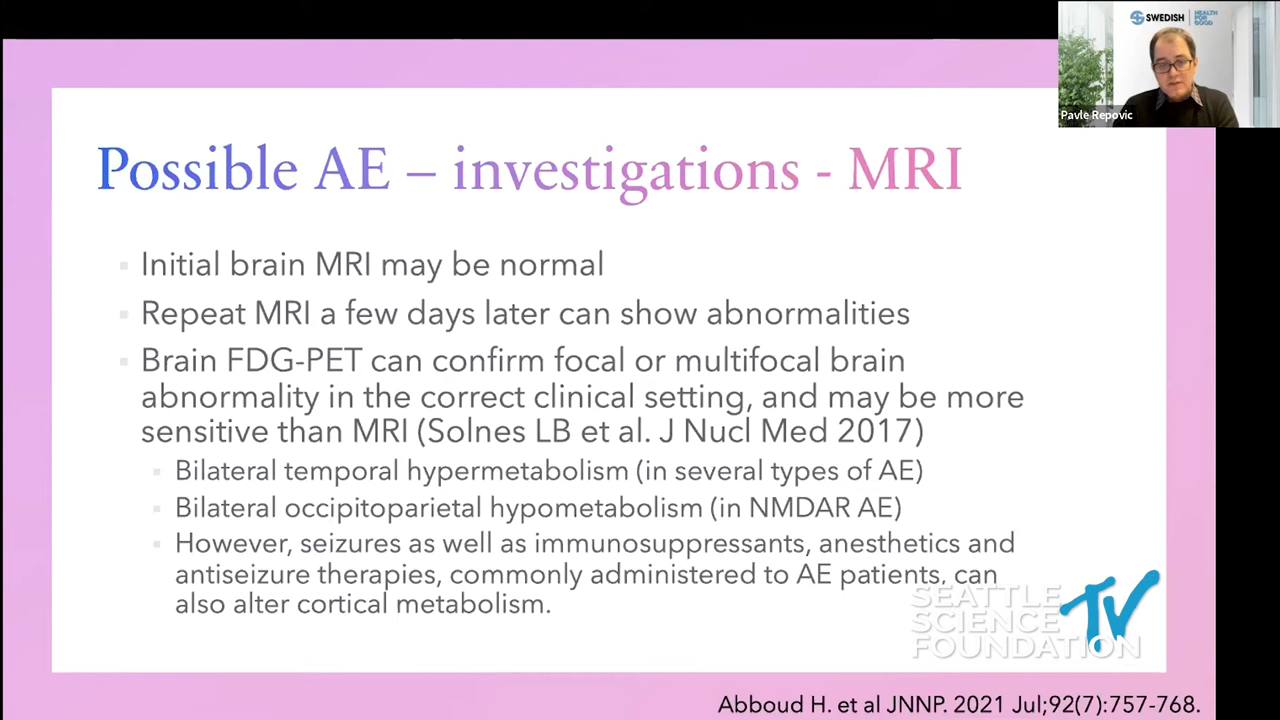 SWEDISH
HEALTH
FOR
GOOD
Pavle Repovic
Possible AE – investigations - MRI
Initial brain MRI may be normal
Repeat MRI a few days later can show abnormalities
Brain FDG-PET can confirm focal or multifocal brain
abnormality in the correct clinical setting, and may be more
sensitive than MRI (Solnes LB et al. J Nucl Med 2017)
Bilateral temporal hypermetabolism (in several types of AE)
Bilateral occipitoparietal hypometabolism (in NMDAR AE)
However, seizures as well as immunosuppressants, anesthetics and
antiseizure therapies, commonly administered to AE patients, can
also alter cortical metabolism.
SEATTLE
SCIENCE
FOUNDATION
TV
Abboud H. et al JNNP. 2021 Jul;92(7):757-768.